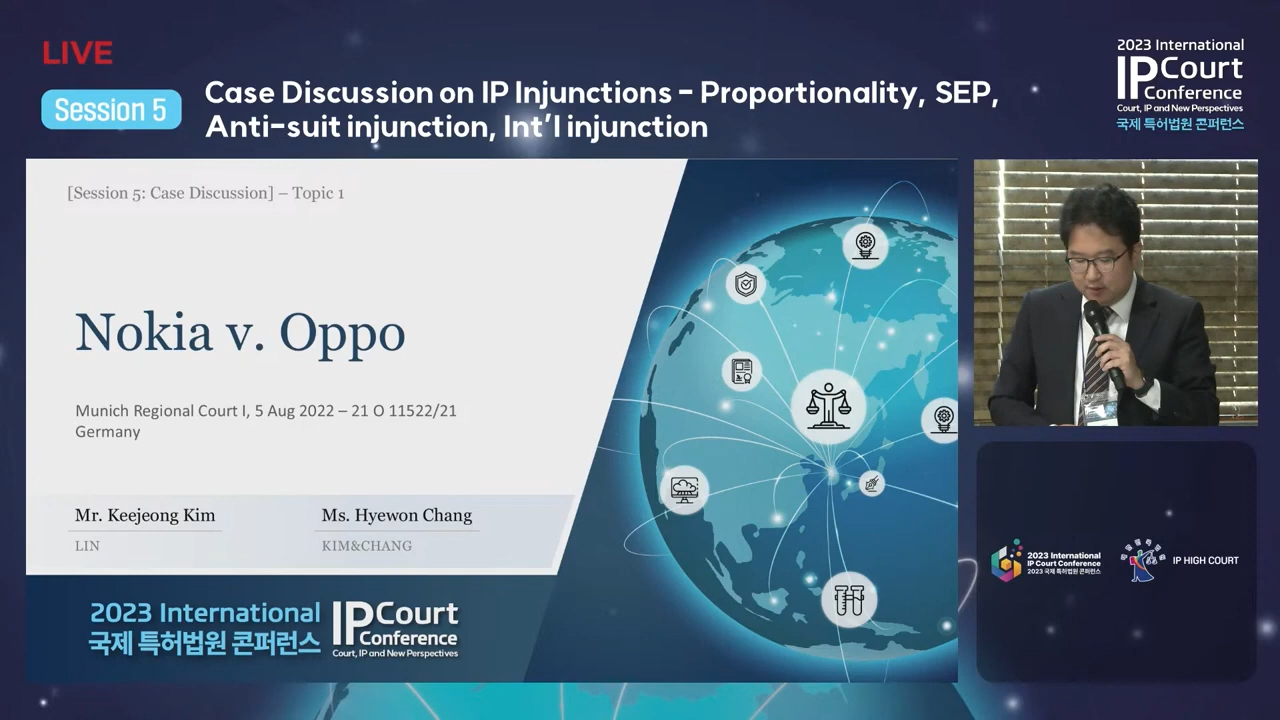 LIVE
Session 5
Case Discussion on IP Injunctions - Proportionality, SEP,
Anti-suit injunction, Int'l injunction
2023 International
IP Court
Court, IP and New Perspectives
국제 특허법원 콘퍼런스
[Session 5: Case Discussion] – Topic 1
Nokia v. Oppo
Munich Regional Court I, 5 Aug 2022 – 21 O 11522/21
Germany
Mr. Keejeong Kim
LIN
Ms. Hyewon Chang
KIM&CHANG
2023 International
국제 특허법원 콘퍼런스
IP Court
Conference
Court, IP and New Perspectives
2023 International
IP Court Conference
2023 국제 특허법원 콘퍼런스
IP HIGH COURT